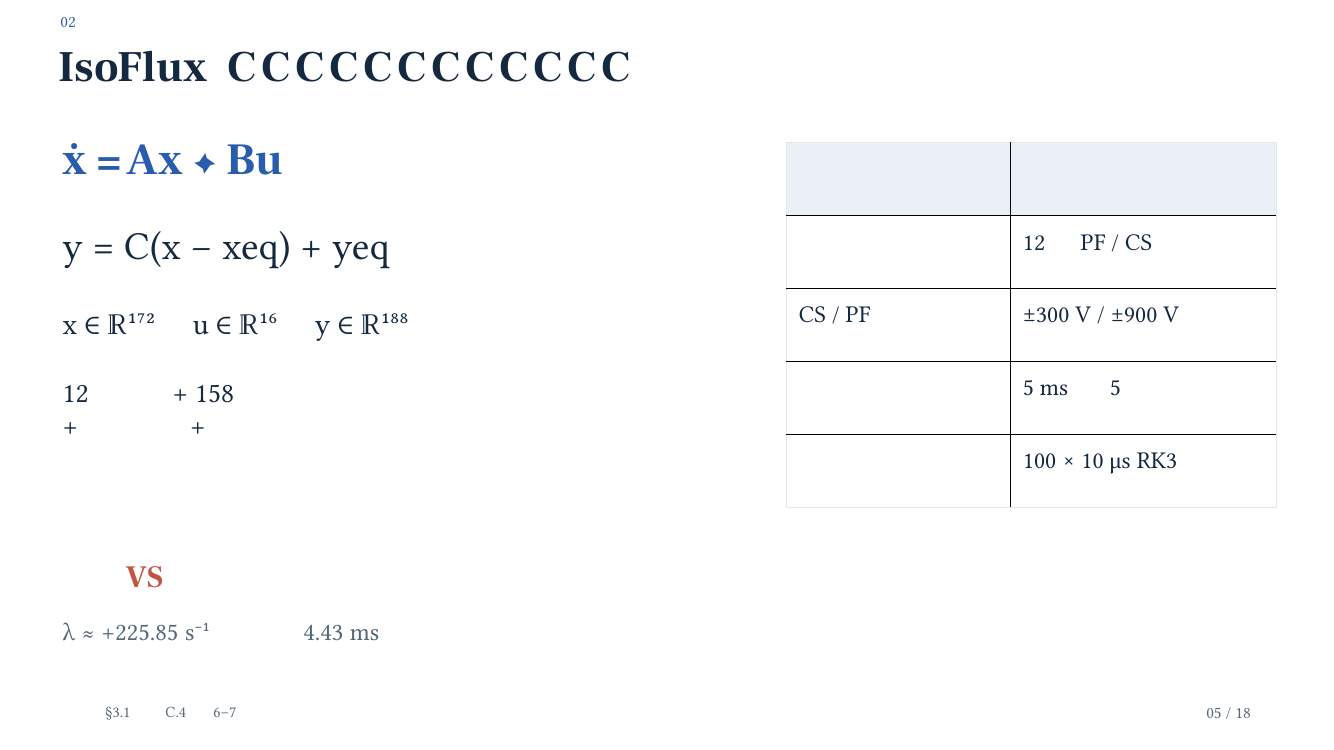 02
IsoFlux CCCCCCCCCCCC
ẋ = Ax ✦ Bu
y = C(x − xeq) + yeq
x ∈ ℝ¹⁷² u ∈ ℝ¹⁶ y ∈ ℝ¹⁸⁸
12 + 158
+ +
12 PF / CS
CS / PF ±300 V / ±900 V
5 ms 5
100 × 10 μs RK3
VS
λ ≈ +225.85 s⁻¹ 4.43 ms
§3.1 C.4 6–7
05 / 18